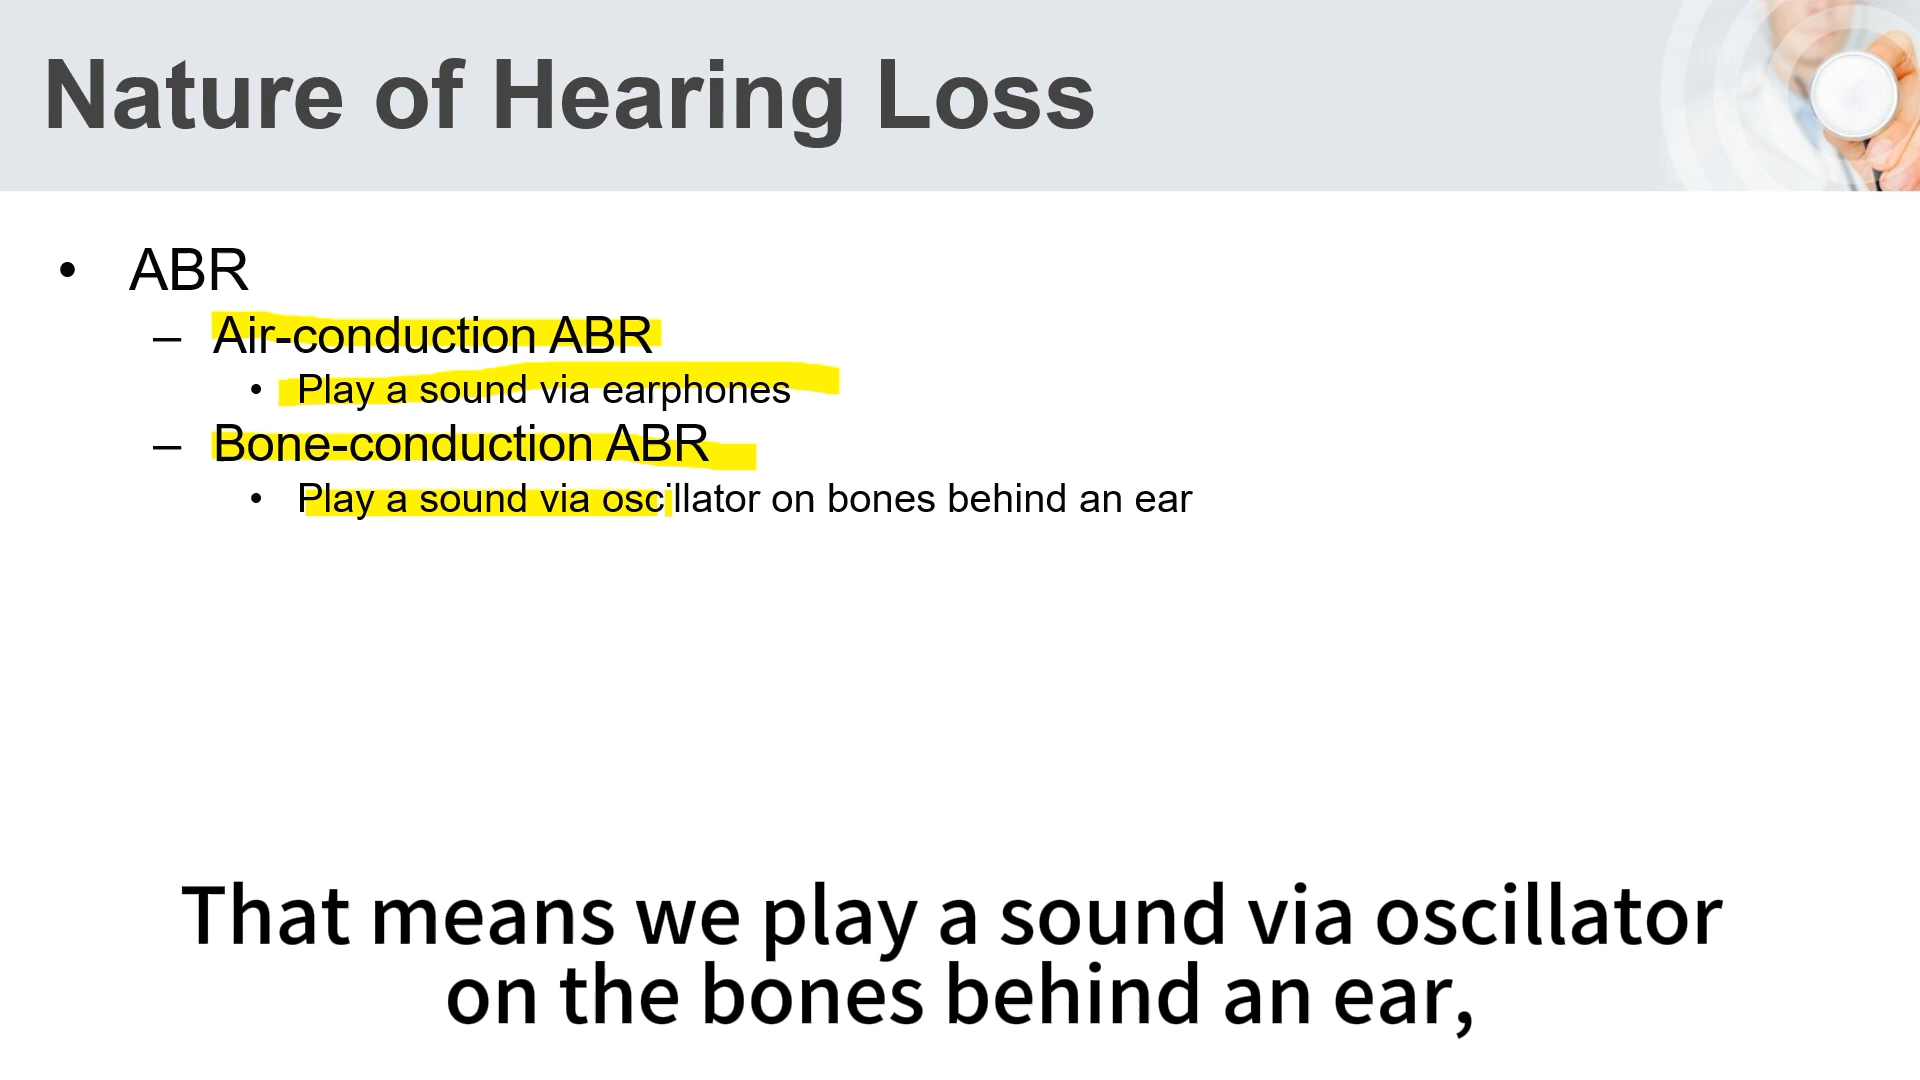 Nature of Hearing Loss
• ABR
– Air-conduction ABR
• Play a sound via earphones
– Bone-conduction ABR
• Play a sound via oscillator on bones behind an ear
That means we play a sound via oscillator
on the bones behind an ear,